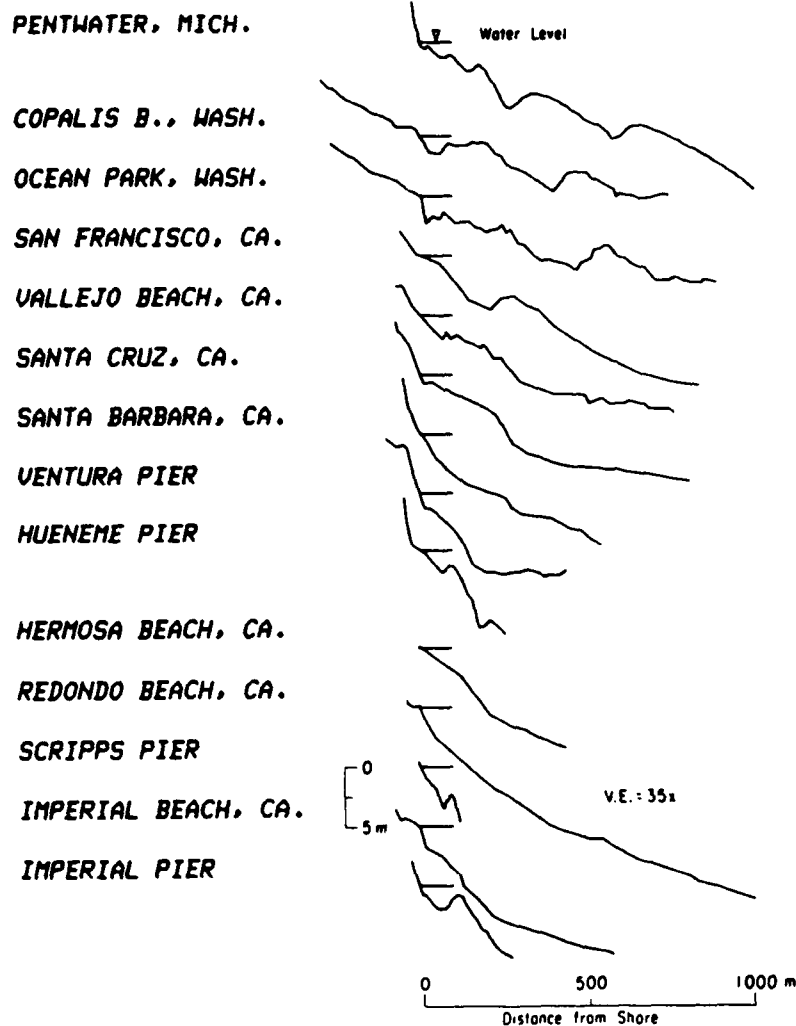 PENTWATER, MICH.
Water Level
COPALIS B., WASH.
OCEAN PARK, WASH.
SAN FRANCISCO, CA.
VALLEJO BEACH, CA.
SANTA CRUZ, CA.
SANTA BARBARA, CA.
VENTURA PIER
HUENEME PIER
HERMOSA BEACH, CA.
REDONDO BEACH, CA.
SCRIPPS PIER
0
V.E.=35x
IMPERIAL BEACH, CA.
5 m
IMPERIAL PIER
0 500 1000 m
Distance from Shore